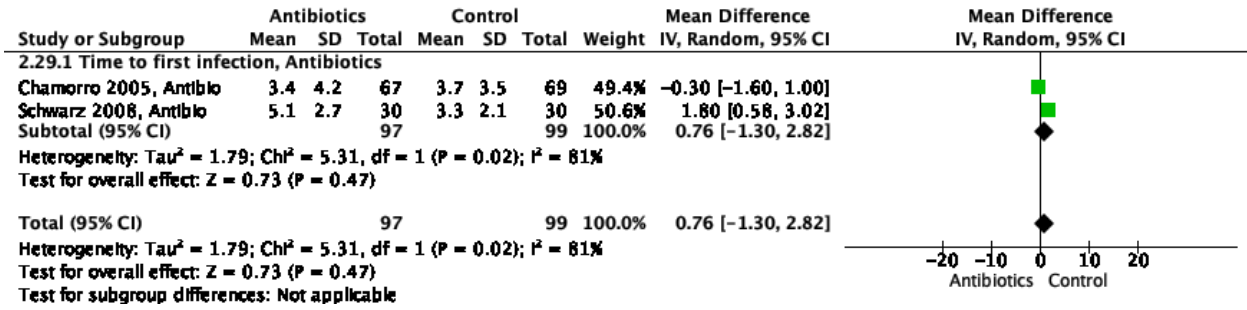 Antibiotics Control Mean Difference Mean Difference
Study or Subgroup Mean SD Total Mean SD Total Weight IV, Random, 95% CI IV, Random, 95% CI
2.29.1 Time to first infection, Antibiotics
Chamorro 2005, Antibio 3.4 4.2 67 3.7 3.5 69 49.4% −0.30 [−1.60, 1.00]
Schwarz 2008, Antibio 5.1 2.7 30 3.3 2.1 30 50.6% 1.80 [0.58, 3.02]
Subtotal (95% CI) 97 99 100.0% 0.76 [−1.30, 2.82]
Heterogeneity: Tau² = 1.79; Chi² = 5.31, df = 1 (P = 0.02); I² = 81%
Test for overall effect: Z = 0.73 (P = 0.47)
Total (95% CI) 97 99 100.0% 0.76 [−1.30, 2.82]
Heterogeneity: Tau² = 1.79; Chi² = 5.31, df = 1 (P = 0.02); I² = 81%
Test for overall effect: Z = 0.73 (P = 0.47)
Test for subgroup differences: Not applicable
−20 −10 0 10 20
Antibiotics Control